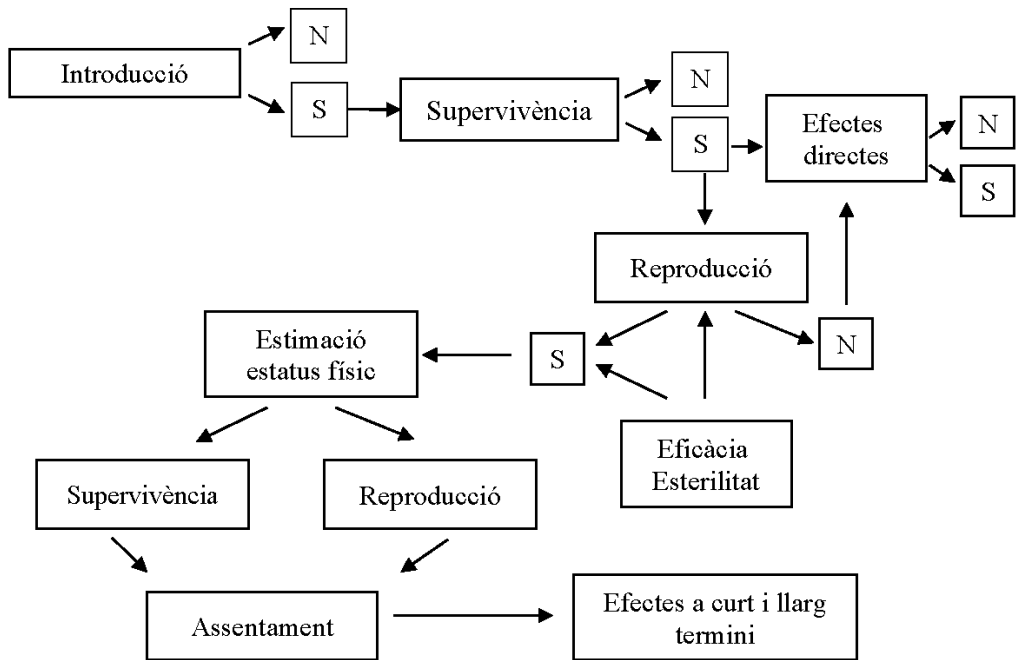 N
Introducció
S
Supervivència
N
S
Efectes
directes
N
S
Reproducció
N
S
Estimació
estatus físic
Eficàcia
Esterilitat
Supervivència
Reproducció
Assentament
Efectes a curt i llarg
termini